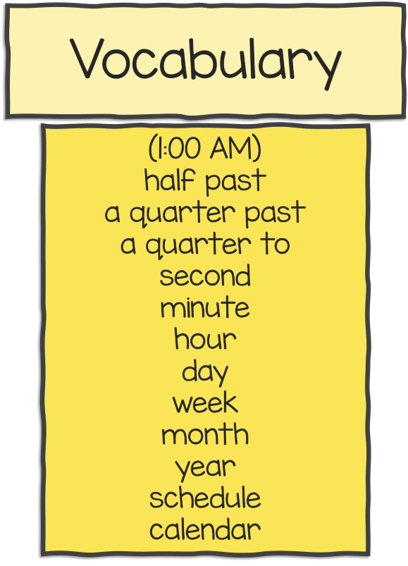 Vocabulary
(1:00 AM)
half past
a quarter past
a quarter to
second
minute
hour
day
week
month
year
schedule
calendar